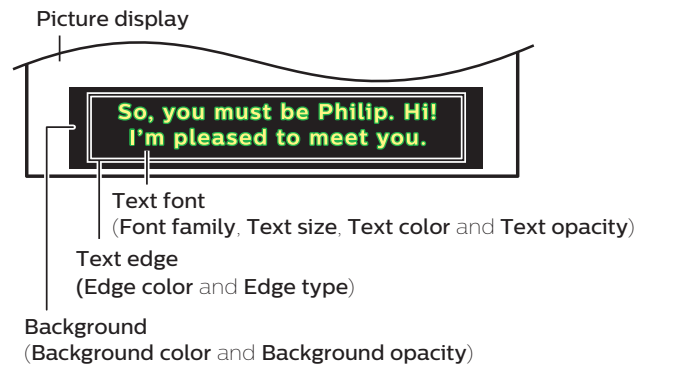 Picture display
So, you must be Philip. Hi!
I’m pleased to meet you.
Text font
(Font family, Text size, Text color and Text opacity)
Text edge
(Edge color and Edge type)
Background
(Background color and Background opacity)